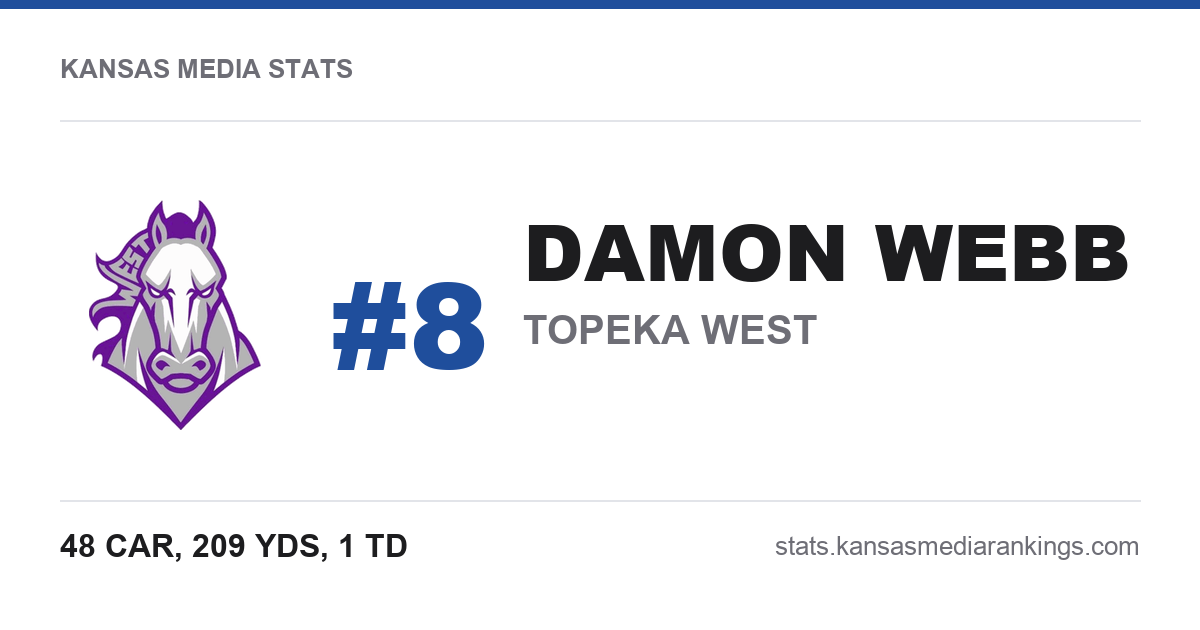 KANSAS MEDIA STATS
WEST
#8
DAMON WEBB
TOPEKA WEST
48 CAR, 209 YDS, 1 TD
stats.kansasmediarankings.com